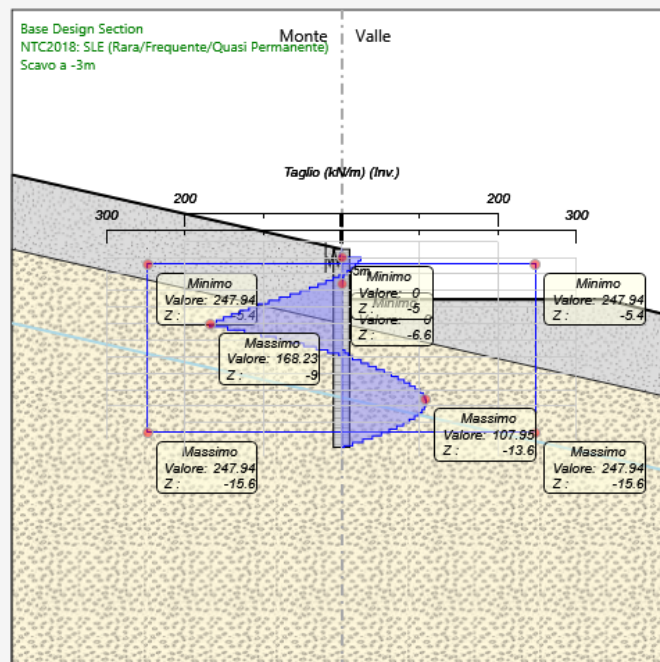 Base Design Section
NTC2018: SLE (Rara/Frequente/Quasi Permanente)
Scavo a -3m
Monte
Valle
Taglio (kN/m) (Inv.)
300
200
200
300
5m
Minimo
Valore: 247.94
Z : -5.4
Minimo
Valore: 0
Z : -5
Minimo
0
-6.6
Minimo
Valore: 247.94
Z : -5.4
Massimo
Valore: 168.23
Z : -9
Massimo
Valore: 107.95
Z : -13.6
Massimo
Valore: 247.94
Z : -15.6
Massimo
Valore: 247.94
Z : -15.6